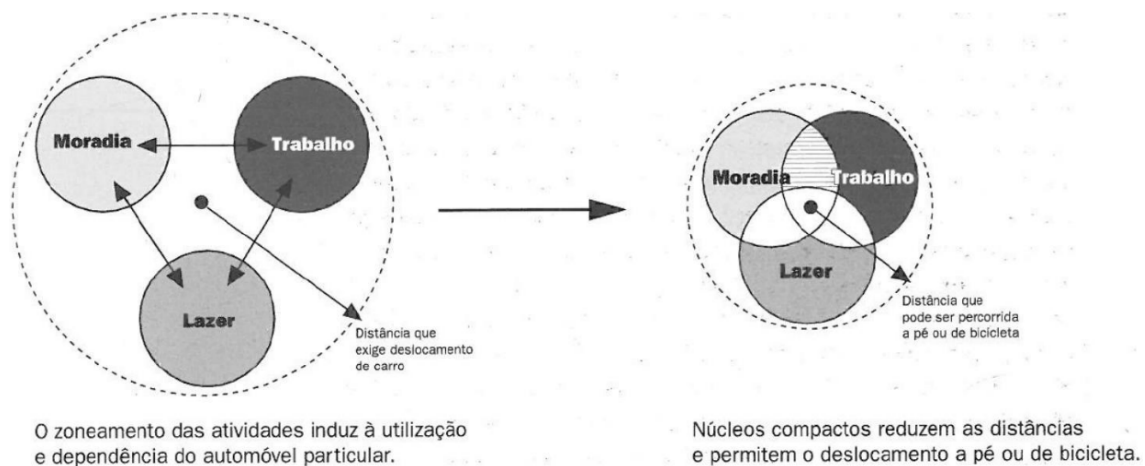 Moradia
Trabalho
Lazer
Distância que
exige deslocamento
de carro
O zoneamento das atividades induz à utilização
e dependência do automóvel particular.
Moradia
Trabalho
Lazer
Distância que
pode ser percorrida
a pé ou de bicicleta
Núcleos compactos reduzem as distâncias
e permitem o deslocamento a pé ou de bicicleta.